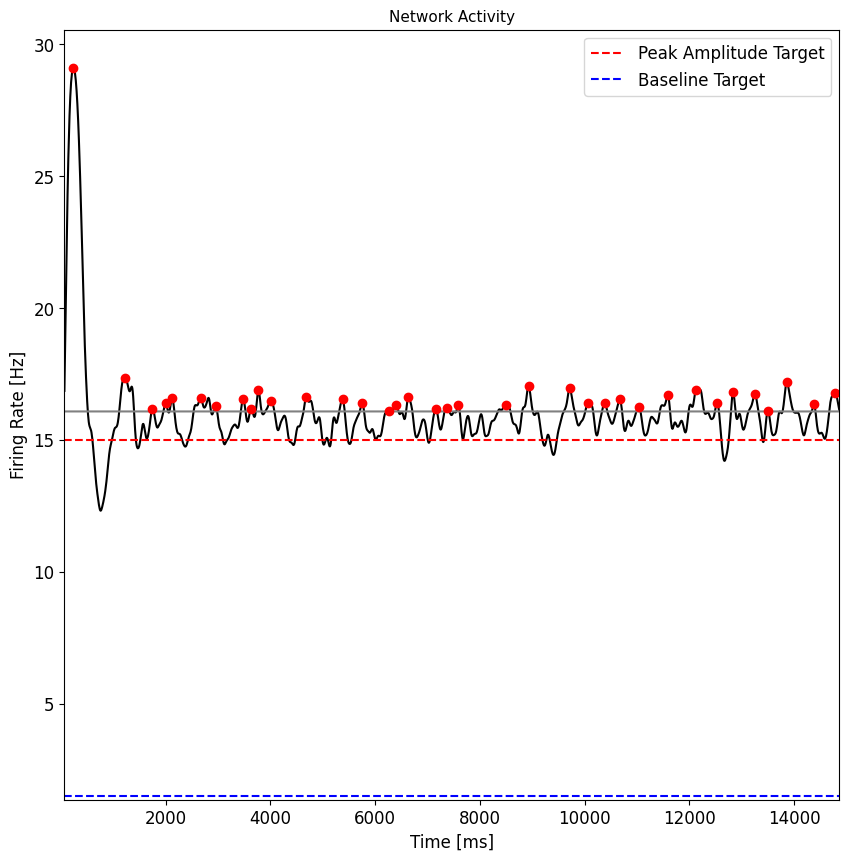 Network Activity
Peak Amplitude Target
Baseline Target
Firing Rate [Hz]
30
25
20
15
10
5
2000 4000 6000 8000 10000 12000 14000
Time [ms]